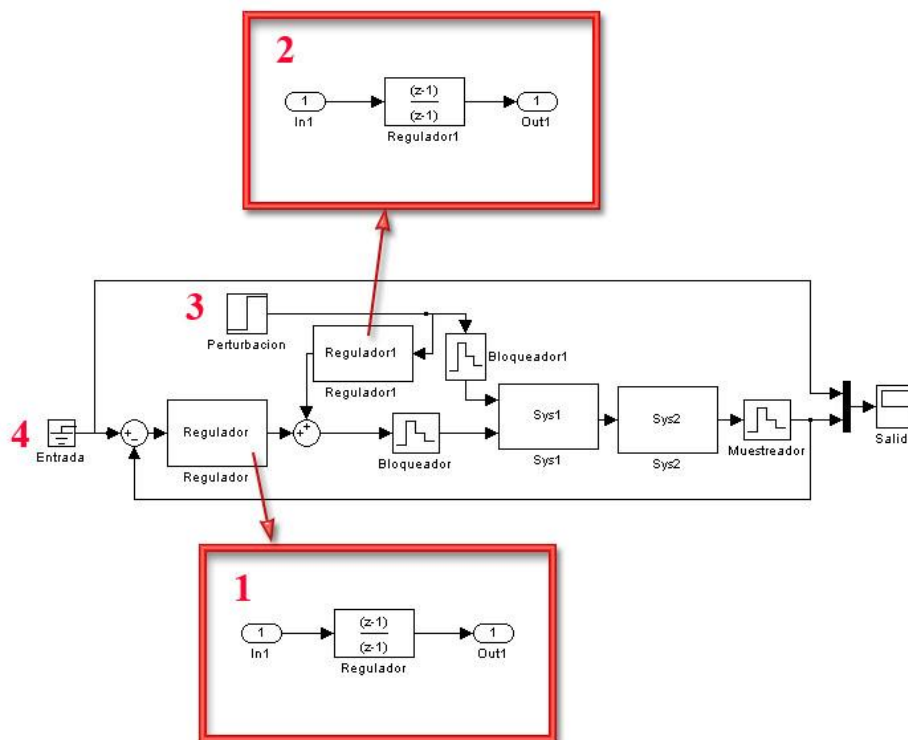 2
1
In1
(z-1)
(z-1)
Regulador1
1
Out1
3
Perturbacion
Regulador1
Regulador1
Bloqueador1
4
Entrada
+
-
Regulador
Regulador
+
+
Bloqueador
Sys1
Sys1
Sys2
Sys2
Muestreador
Salid
1
1
In1
(z-1)
(z-1)
Regulador
1
Out1